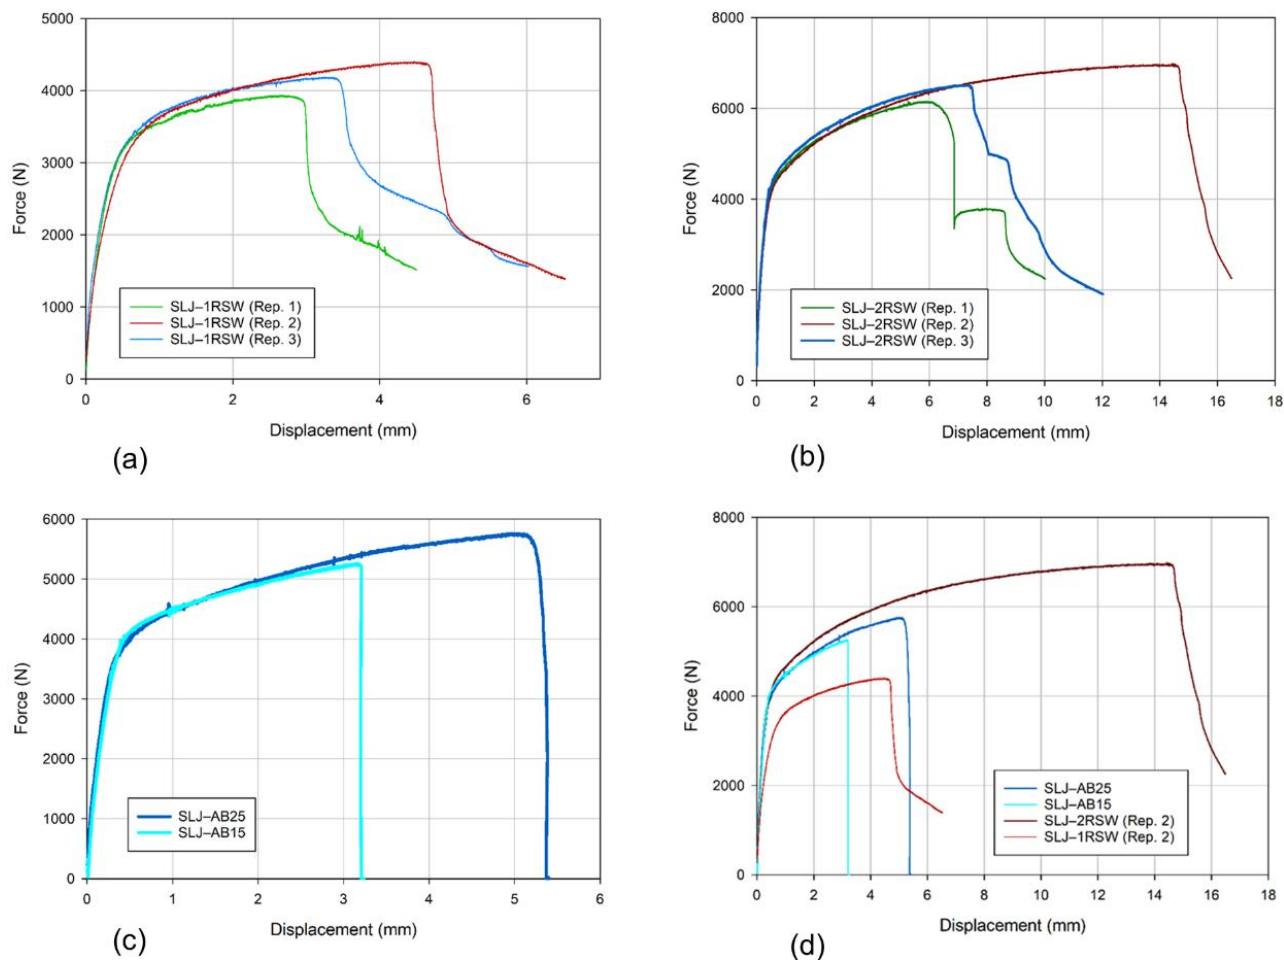 5000
4000
3000
2000
1000
0
Force (N)
SLJ–1RSW (Rep. 1)
SLJ–1RSW (Rep. 2)
SLJ–1RSW (Rep. 3)
0 2 4 6
Displacement (mm)
(a)
8000
6000
4000
2000
0
Force (N)
SLJ–2RSW (Rep. 1)
SLJ–2RSW (Rep. 2)
SLJ–2RSW (Rep. 3)
0 2 4 6 8 10 12 14 16 18
Displacement (mm)
(b)
6000
5000
4000
3000
2000
1000
0
Force (N)
SLJ–AB25
SLJ–AB15
0 1 2 3 4 5 6
Displacement (mm)
(c)
8000
6000
4000
2000
0
Force (N)
SLJ–AB25
SLJ–AB15
SLJ–2RSW (Rep. 2)
SLJ–1RSW (Rep. 2)
0 2 4 6 8 10 12 14 16 18
Displacement (mm)
(d)